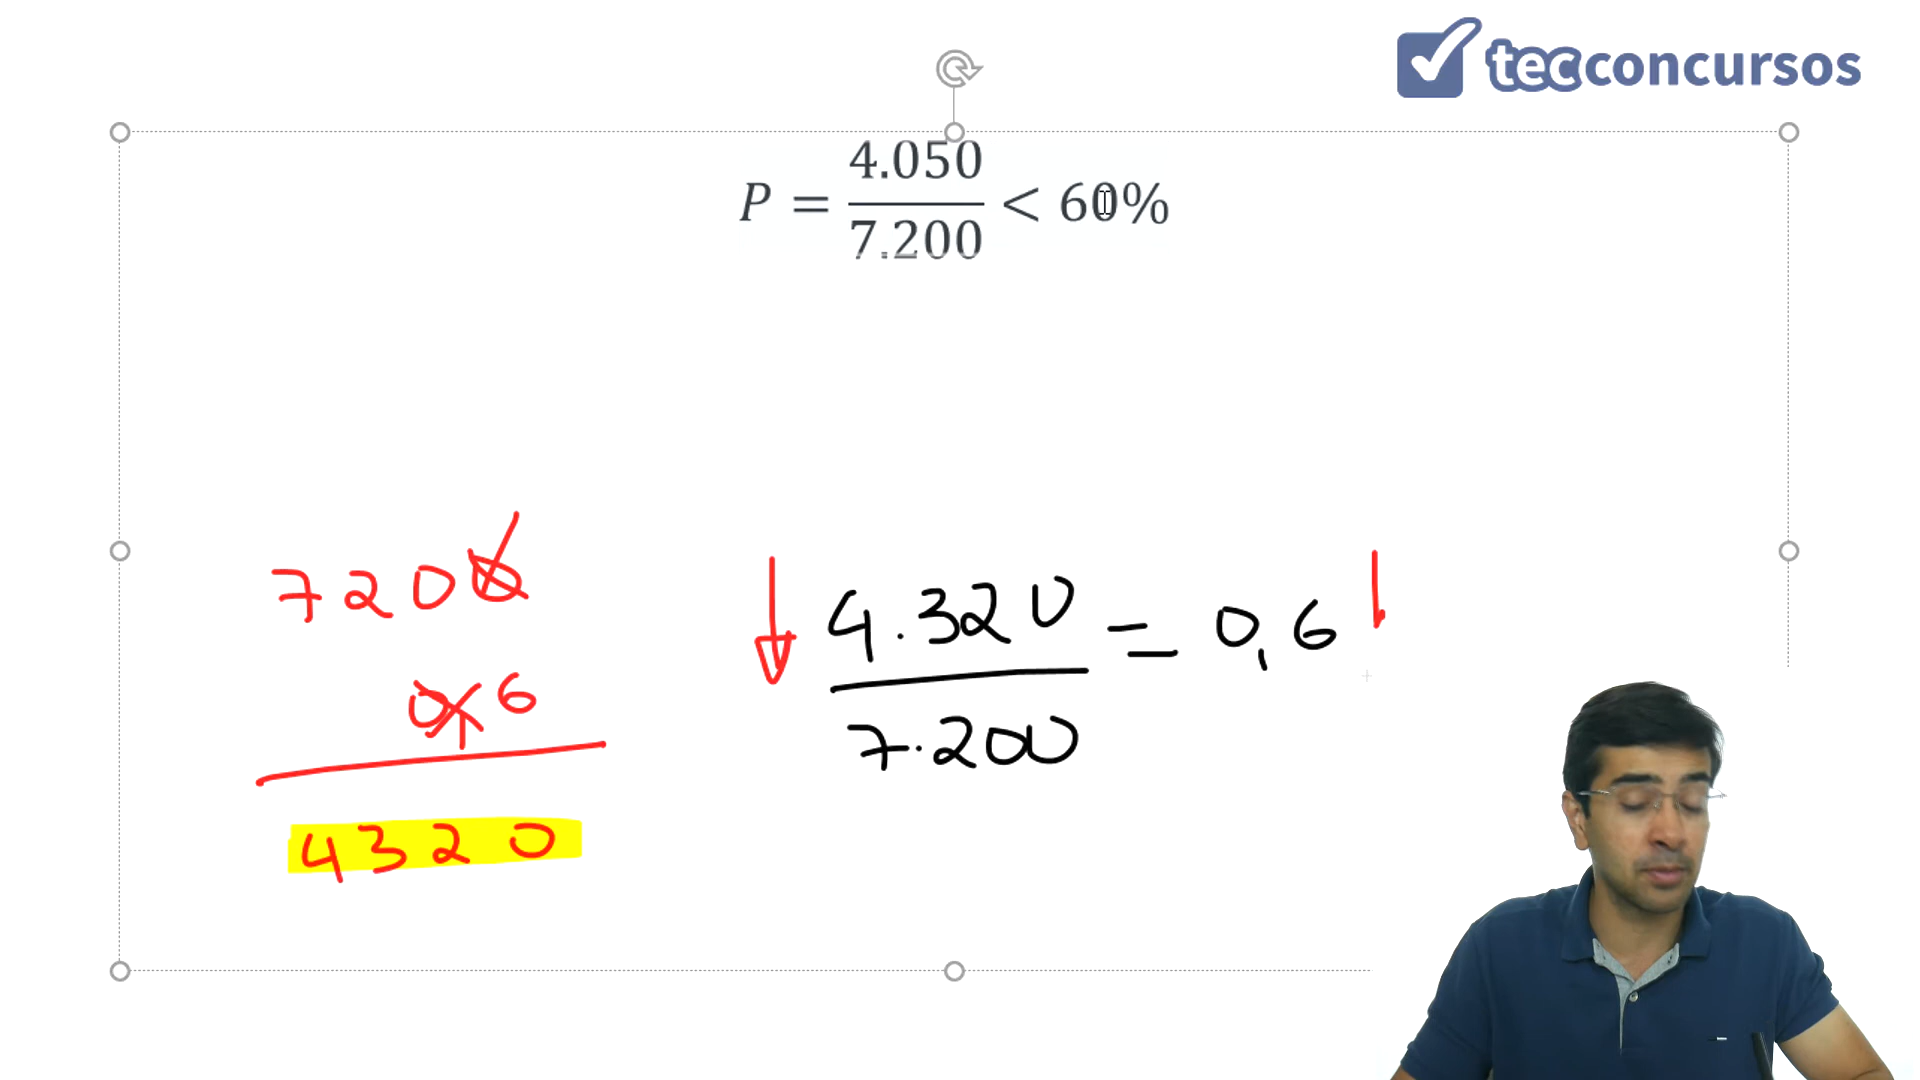 tecconcursos
P = 4.050 / 7.200 < 60%
7200
0,6
4320
4.320 / 7.200 = 0,6